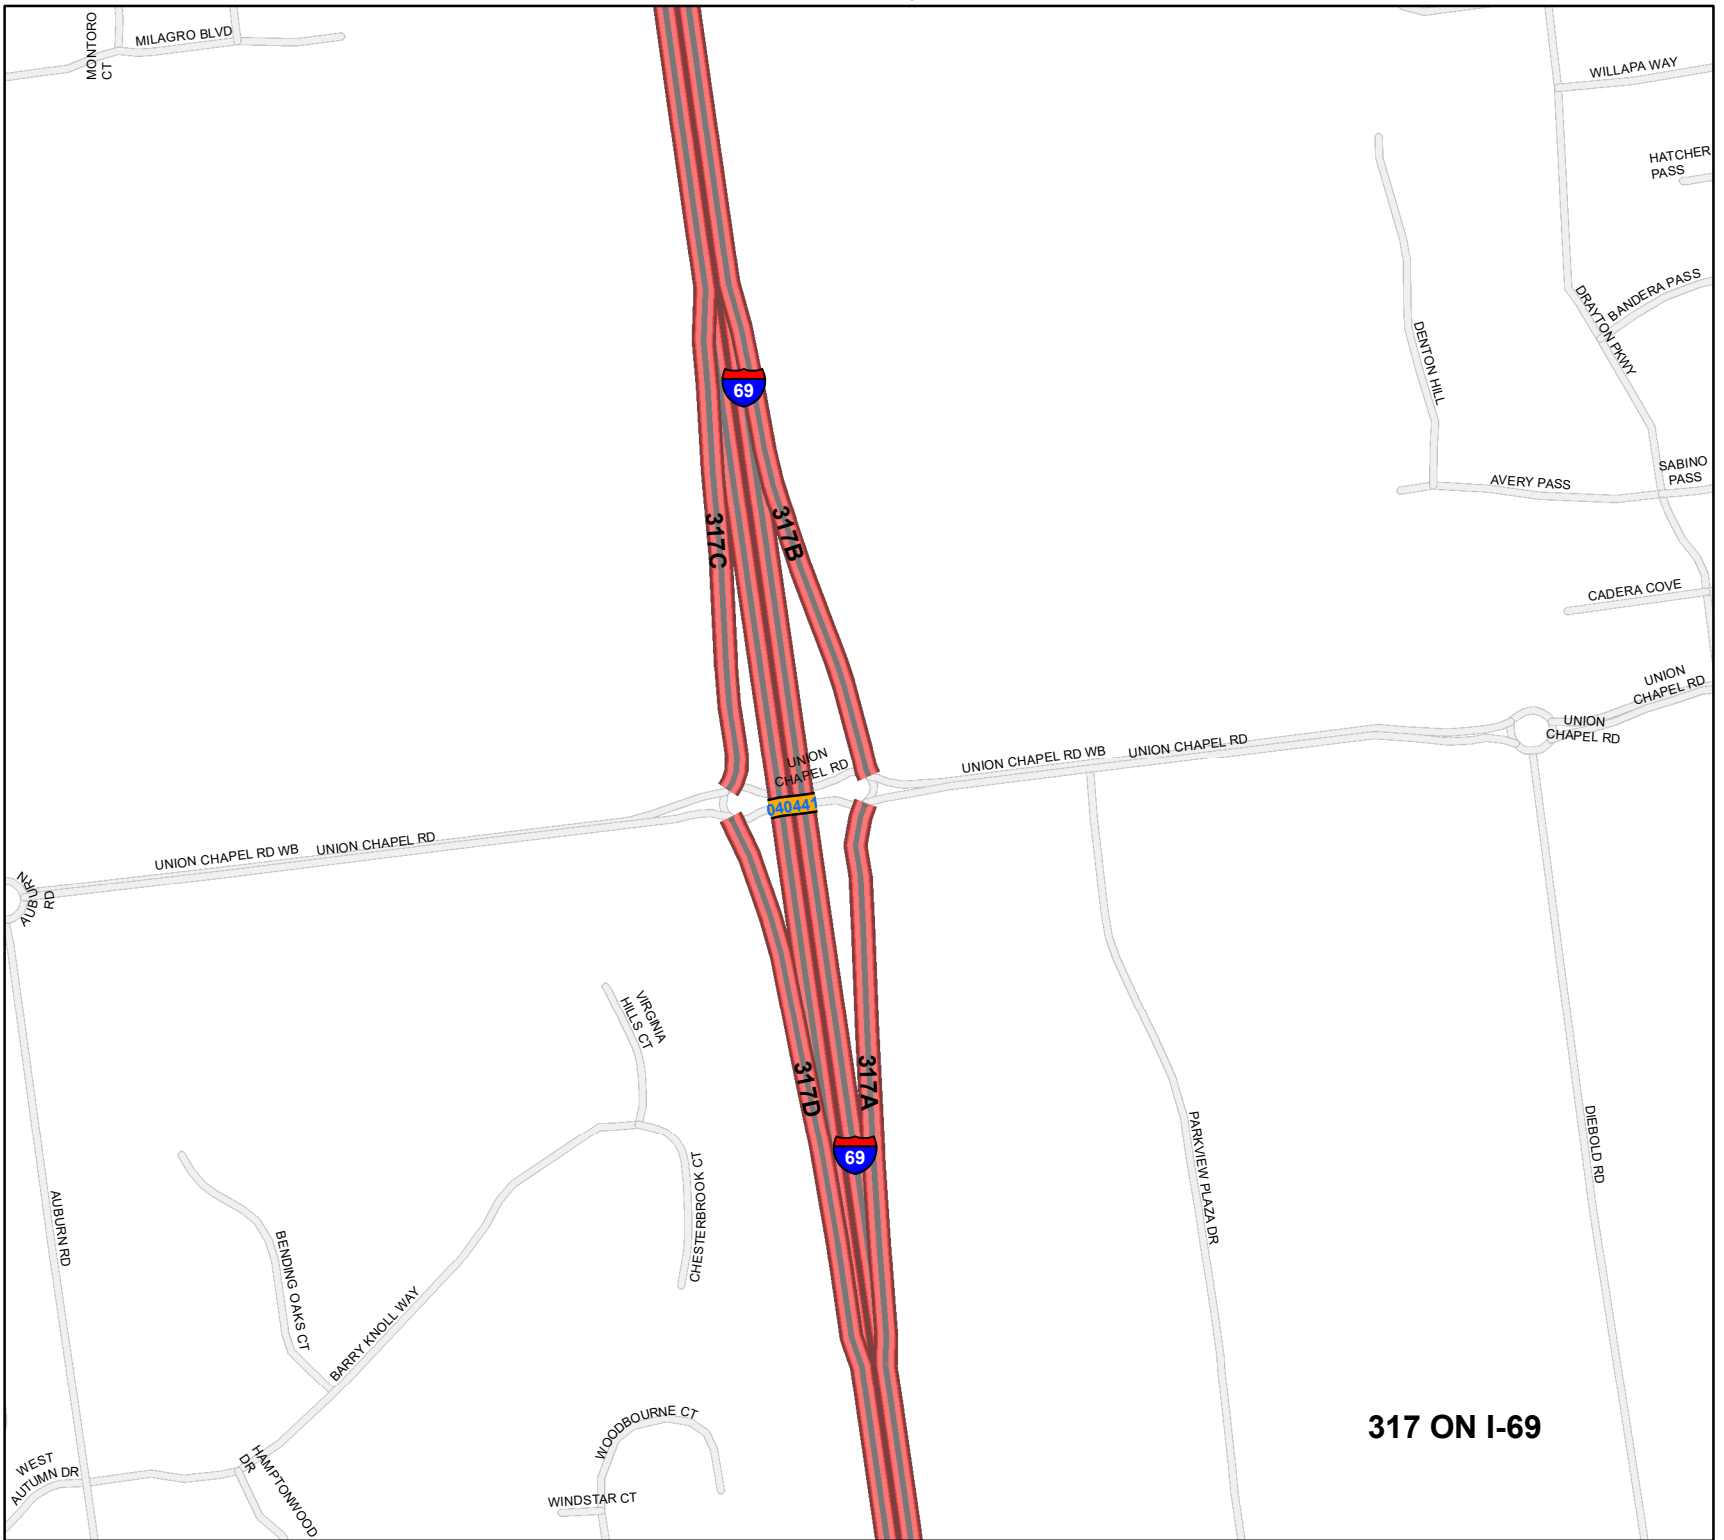 MONTORO
CT
MILAGRO BLVD
WILLAPA WAY
HATCHER
PASS
BANDERA PASS
DRAYTON PKWY
DENTON HILL
69
SABINO
PASS
AVERY PASS
317C
317B
CADERA COVE
UNION
CHAPEL RD
UNION
CHAPEL RD
UNION CHAPEL RD WB
UNION CHAPEL RD
UNION
CHAPEL RD
040441
UNION CHAPEL RD WB
UNION CHAPEL RD
AUBURN
RD
VIRGINIA
HILLS CT
317D
317A
69
PARKVIEW PLAZA DR
DIEBOLD RD
AUBURN RD
BENDING OAKS CT
CHESTERBROOK CT
BARRY KNOLL WAY
WOODBOURNE CT
317 ON I-69
WEST
AUTUMN DR
HAMPTONWOOD
DR
WINDSTAR CT